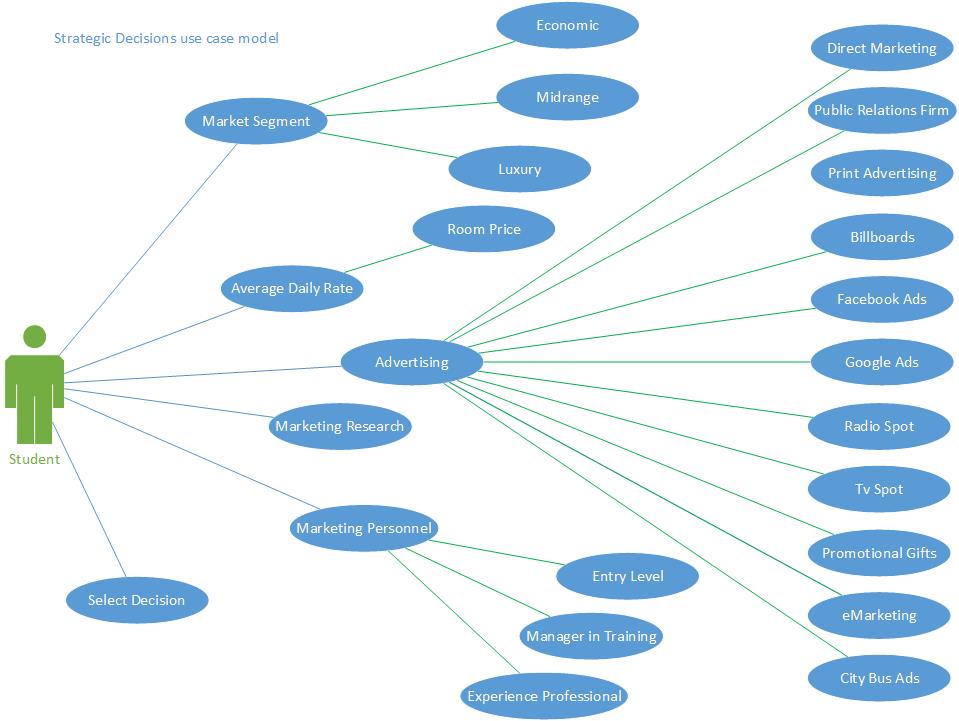 Strategic Decisions use case model
Economic
Midrange
Luxury
Market Segment
Room Price
Average Daily Rate
Advertising
Marketing Research
Marketing Personnel
Select Decision
Student
Entry Level
Manager in Training
Experience Professional
Direct Marketing
Public Relations Firm
Print Advertising
Billboards
Facebook Ads
Google Ads
Radio Spot
Tv Spot
Promotional Gifts
eMarketing
City Bus Ads